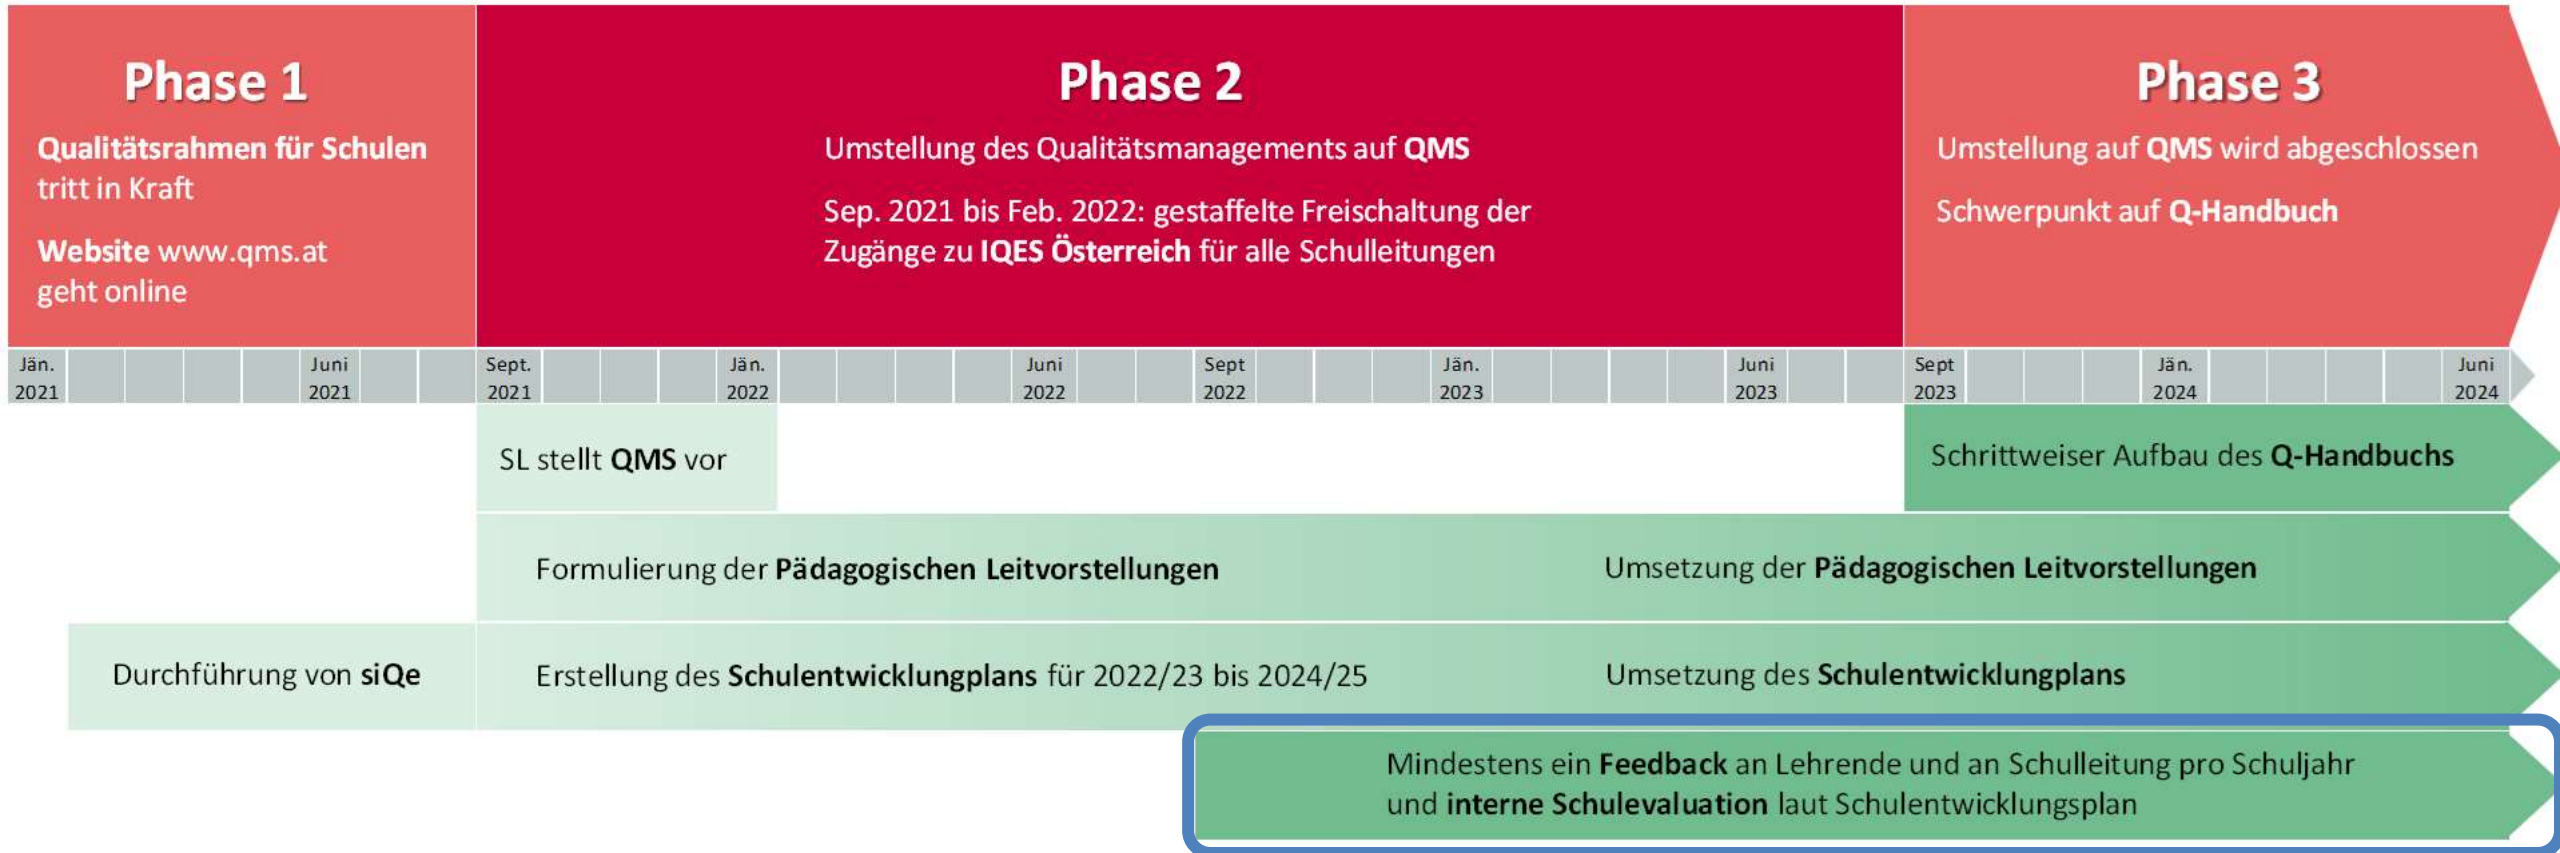 Phase 1
Qualitätsrahmen für Schulen
tritt in Kraft
Website www.qms.at
geht online
Phase 2
Umstellung des Qualitätsmanagements auf QMS
Sep. 2021 bis Feb. 2022: gestaffelte Freischaltung der
Zugänge zu IQES Österreich für alle Schulleitungen
Phase 3
Umstellung auf QMS wird abgeschlossen
Schwerpunkt auf Q-Handbuch
Jän. 2021
Juni 2021
Sept. 2021
Jän. 2022
Juni 2022
Sept 2022
Jän. 2023
Juni 2023
Sept 2023
Jän. 2024
Juni 2024
SL stellt QMS vor
Schrittweiser Aufbau des Q-Handbuchs
Formulierung der Pädagogischen Leitvorstellungen
Umsetzung der Pädagogischen Leitvorstellungen
Durchführung von siQe
Erstellung des Schulentwicklungplans für 2022/23 bis 2024/25
Umsetzung des Schulentwicklungplans
Mindestens ein Feedback an Lehrende und an Schulleitung pro Schuljahr
und interne Schulevaluation laut Schulentwicklungsplan